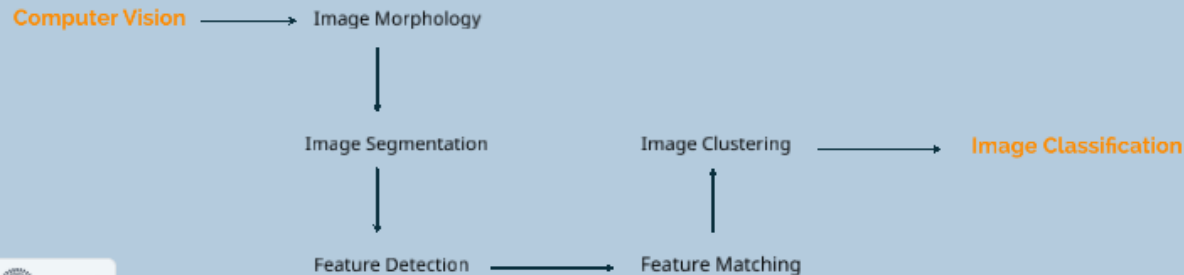 Computer Vision
Image Morphology
Image Segmentation
Feature Detection
Feature Matching
Image Clustering
Image Classification